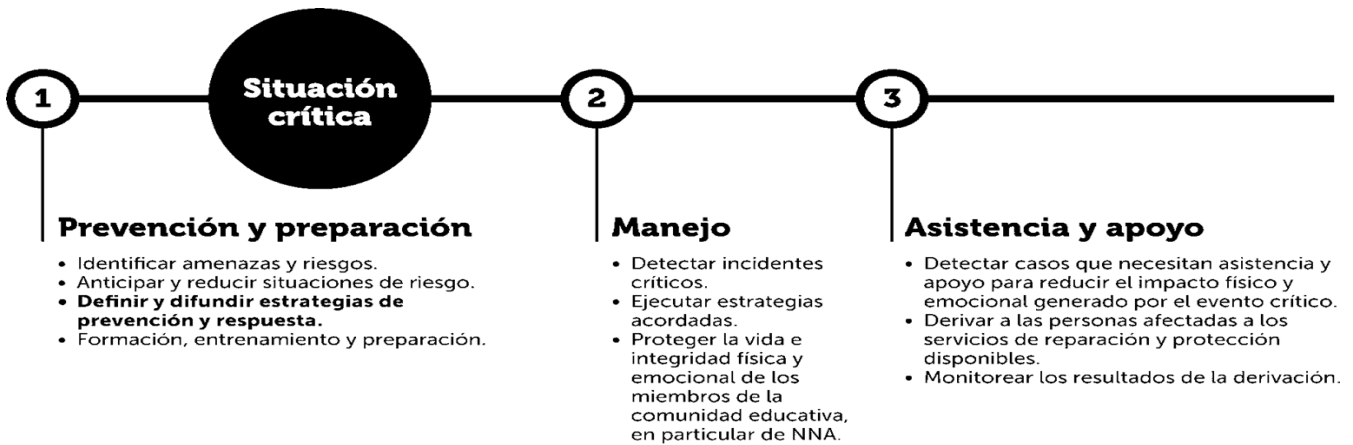 1
Situación
crítica
2
3
Prevención y preparación
• Identificar amenazas y riesgos.
• Anticipar y reducir situaciones de riesgo.
• Definir y difundir estrategias de
prevención y respuesta.
• Formación, entrenamiento y preparación.
Manejo
• Detectar incidentes
críticos.
• Ejecutar estrategias
acordadas.
• Proteger la vida e
integridad física y
emocional de los
miembros de la
comunidad educativa,
en particular de NNA.
Asistencia y apoyo
• Detectar casos que necesitan asistencia y
apoyo para reducir el impacto físico y
emocional generado por el evento crítico.
• Derivar a las personas afectadas a los
servicios de reparación y protección
disponibles.
• Monitorear los resultados de la derivación.